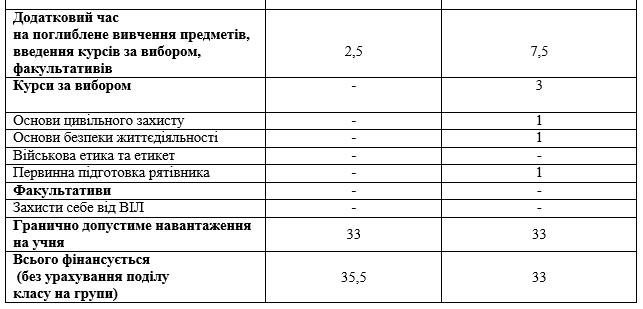 Додатковий час
на поглиблене вивчення предметів,
введення курсів за вибором,
факультативів 2,5 7,5
Курси за вибором - 3
Основи цивільного захисту - 1
Основи безпеки життєдіяльності - 1
Військова етика та етикет - -
Первинна підготовка рятівника - 1
Факультативи - -
Захисти себе від ВІЛ - -
Гранично допустиме навантаження
на учня 33 33
Всього фінансується
(без урахування поділу
класу на групи) 35,5 33